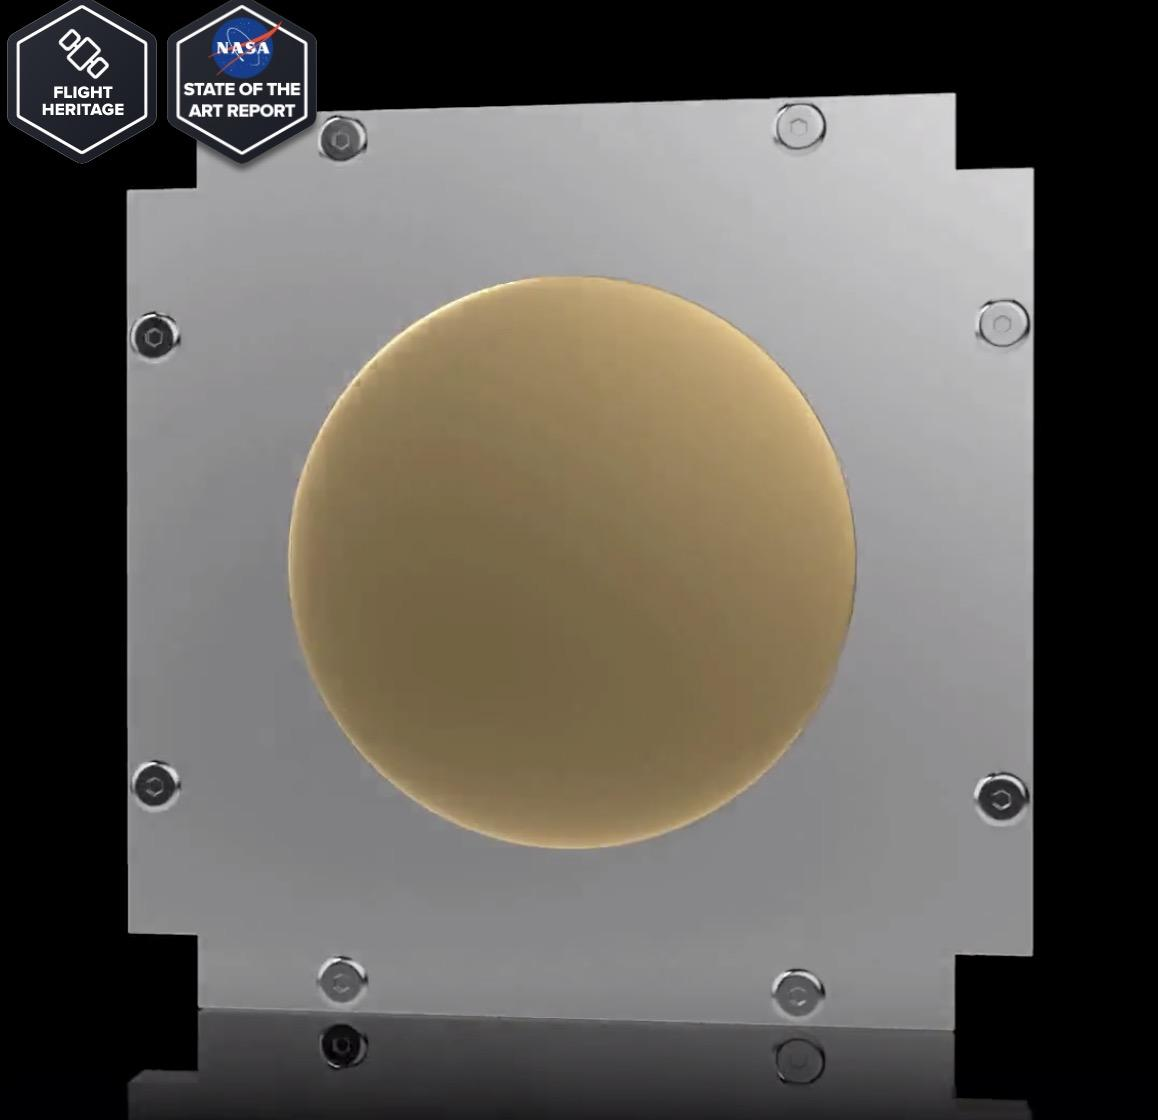 FLIGHT
HERITAGE
NASA
STATE OF THE
ART REPORT